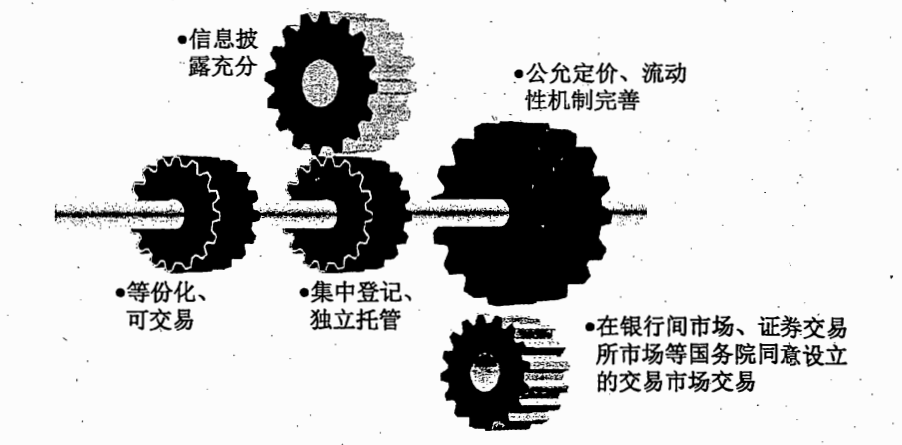 •信息披
露充分
•公允定价、流动
性机制完善
•等份化、
可交易
•集中登记、
独立托管
•在银行间市场、证券交易
所市场等国务院同意设立
的交易市场交易